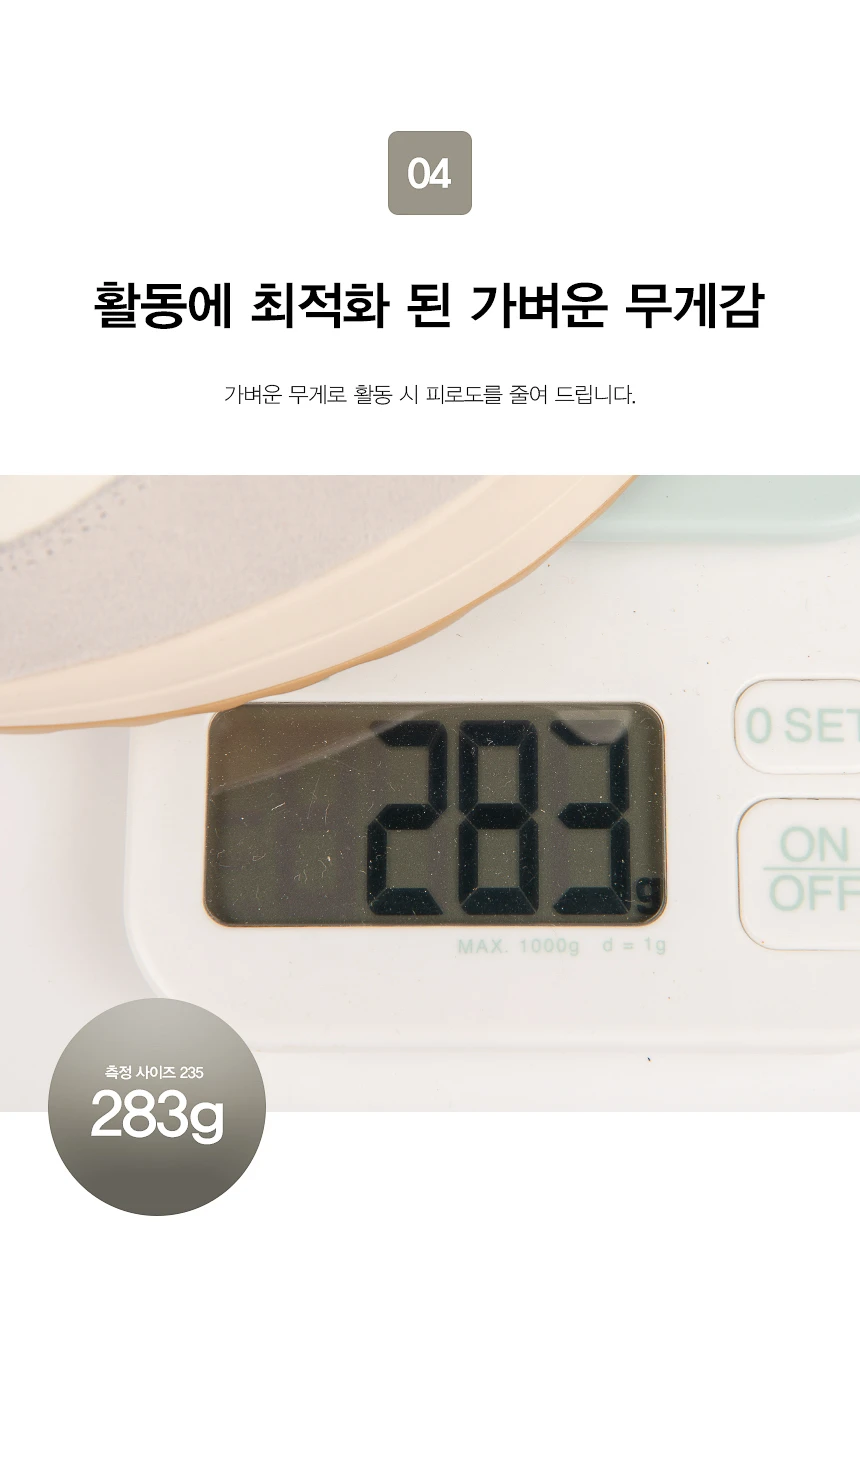 04
활동에 최적화 된 가벼운 무게감
가벼운 무게로 활동 시 피로도를 줄여 드립니다.
283g
0 SET
ON
OFF
MAX. 1000g d = 1g
측정 사이즈 235
283g